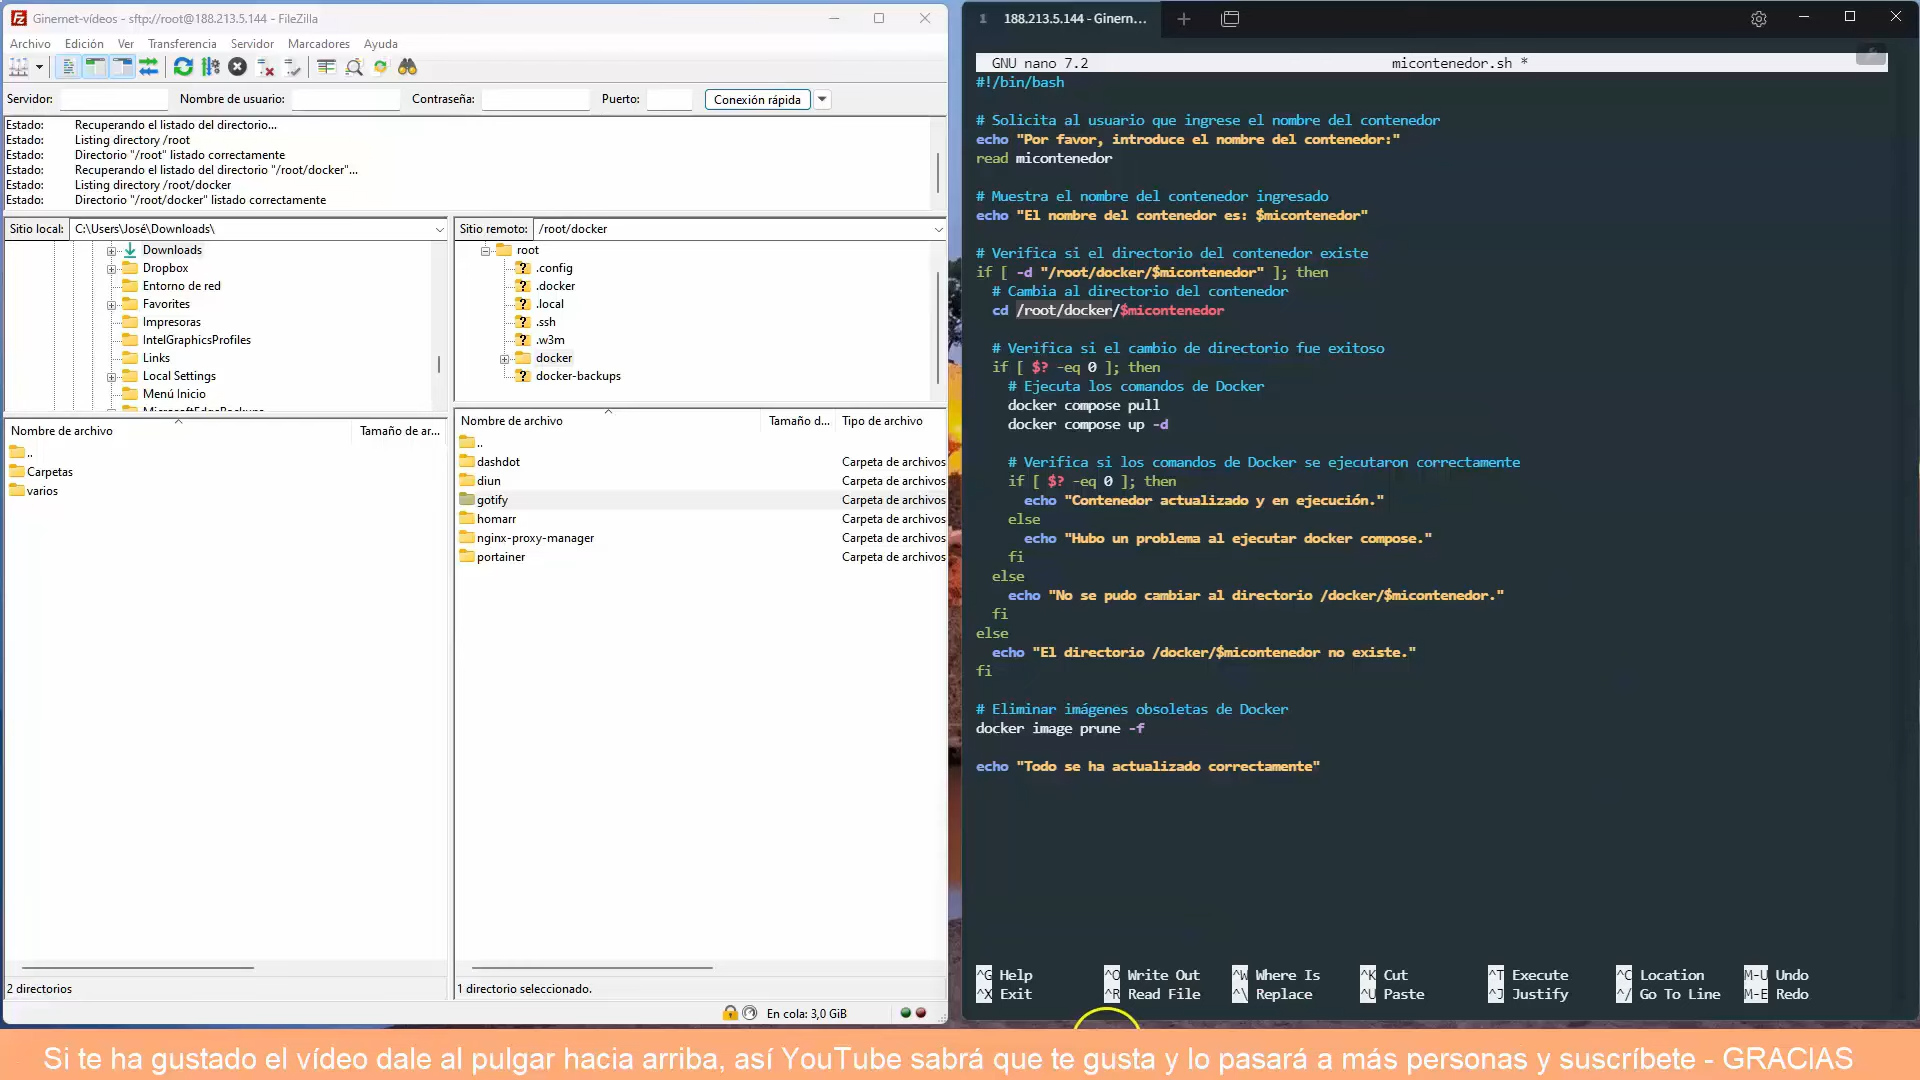 Ginernet-vídeos - sftp://root@188.213.5.144 - FileZilla
Archivo Edición Ver Transferencia Servidor Marcadores Ayuda
Servidor: Nombre de usuario: Contraseña: Puerto: Conexión rápida
Estado: Recuperando el listado del directorio...
Estado: Listing directory /root
Estado: Directorio "/root" listado correctamente
Estado: Recuperando el listado del directorio "/root/docker"...
Estado: Listing directory /root/docker
Estado: Directorio "/root/docker" listado correctamente
Sitio local: C:\Users\José\Downloads\
Downloads
Dropbox
Entorno de red
Favorites
Impresoras
IntelGraphicsProfiles
Links
Local Settings
Menú Inicio
Nombre de archivo Tamaño de ar...
..
Carpetas
varios
2 directorios
Sitio remoto: /root/docker
root
.config
.docker
.local
.ssh
.w3m
docker
docker-backups
Nombre de archivo Tamaño d... Tipo de archivo
..
dashdot Carpeta de archivos
diun Carpeta de archivos
gotify Carpeta de archivos
homarr Carpeta de archivos
nginx-proxy-manager Carpeta de archivos
portainer Carpeta de archivos
1 directorio seleccionado.
En cola: 3,0 GiB
1 188.213.5.144 - Ginern...
GNU nano 7.2 micontenedor.sh *
#!/bin/bash
# Solicita al usuario que ingrese el nombre del contenedor
echo "Por favor, introduce el nombre del contenedor:"
read micontenedor
# Muestra el nombre del contenedor ingresado
echo "El nombre del contenedor es: $micontenedor"
# Verifica si el directorio del contenedor existe
if [ -d "/root/docker/$micontenedor" ]; then
# Cambia al directorio del contenedor
cd /root/docker/$micontenedor
# Verifica si el cambio de directorio fue exitoso
if [ $? -eq 0 ]; then
# Ejecuta los comandos de Docker
docker compose pull
docker compose up -d
# Verifica si los comandos de Docker se ejecutaron correctamente
if [ $? -eq 0 ]; then
echo "Contenedor actualizado y en ejecución."
else
echo "Hubo un problema al ejecutar docker compose."
fi
else
echo "No se pudo cambiar al directorio /docker/$micontenedor."
fi
else
echo "El directorio /docker/$micontenedor no existe."
fi
# Eliminar imágenes obsoletas de Docker
docker image prune -f
echo "Todo se ha actualizado correctamente"
^G Help ^O Write Out ^W Where Is ^K Cut ^T Execute ^C Location M-U Undo
^X Exit ^R Read File ^\ Replace ^U Paste ^J Justify ^/ Go To Line M-E Redo
Si te ha gustado el vídeo dale al pulgar hacia arriba, así YouTube sabrá que te gusta y lo pasará a más personas y suscríbete - GRACIAS